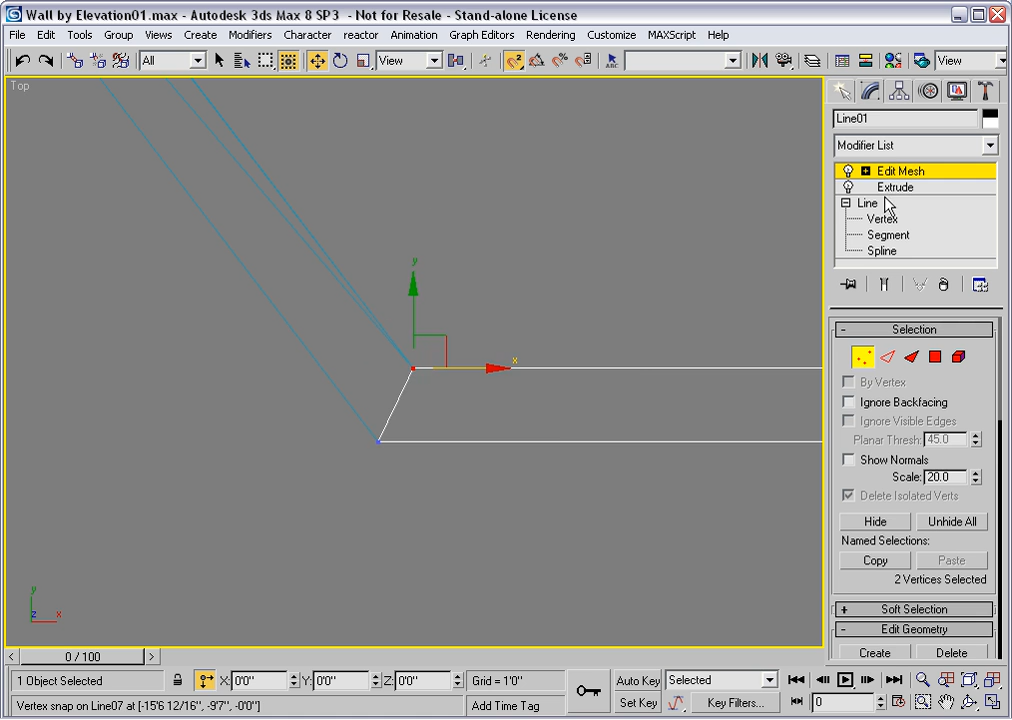 Wall by Elevation01.max - Autodesk 3ds Max 8 SP3 - Not for Resale - Stand-alone License
File Edit Tools Group Views Create Modifiers Character reactor Animation Graph Editors Rendering Customize MAXScript Help
All View View
Top
Line01
Modifier List
Edit Mesh
Extrude
Line
Vertex
Segment
Spline
y
x
- Selection
By Vertex
Ignore Backfacing
Ignore Visible Edges
Planar Thresh: 45.0
Show Normals
Scale: 20.0
Delete Isolated Verts
Hide Unhide All
Named Selections:
Copy Paste
2 Vertices Selected
+ Soft Selection
- Edit Geometry
Create Delete
y
z x
< 0 / 100 >
1 Object Selected X: 0'0" Y: 0'0" Z: 0'0" Grid = 1'0" Auto Key Selected
Vertex snap on Line07 at [-15'6 12/16", -9'7", -0'0"] Add Time Tag Set Key Key Filters... 0